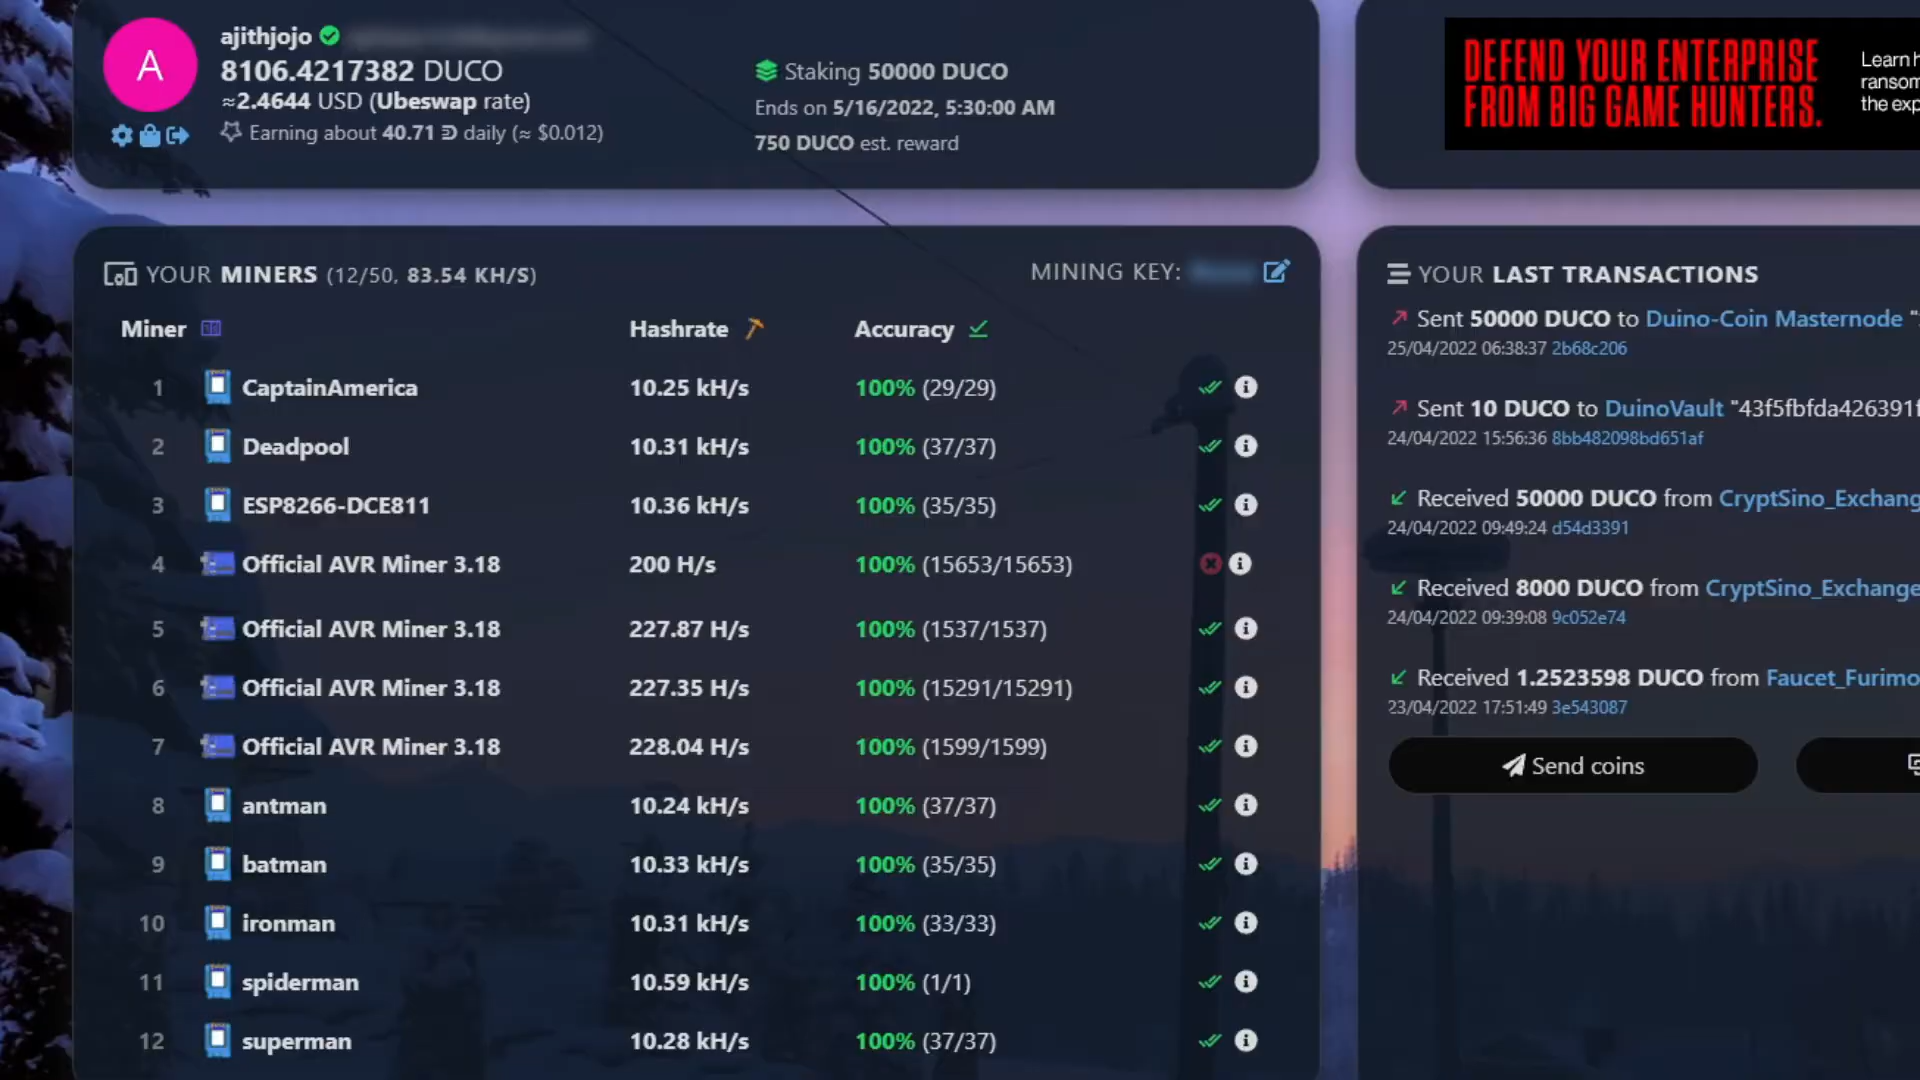 A
ajithjojo
8106.4217382 DUCO
≈2.4644 USD (Ubeswap rate)
Earning about 40.71 daily (≈ $0.012)
Staking 50000 DUCO
Ends on 5/16/2022, 5:30:00 AM
750 DUCO est. reward
DEFEND YOUR ENTERPRISE
FROM BIG GAME HUNTERS.
Learn
ransom
the exp
YOUR MINERS (12/50, 83.54 KH/S)
MINING KEY:
Miner Hashrate Accuracy
1 CaptainAmerica 10.25 kH/s 100% (29/29)
2 Deadpool 10.31 kH/s 100% (37/37)
3 ESP8266-DCE811 10.36 kH/s 100% (35/35)
4 Official AVR Miner 3.18 200 H/s 100% (15653/15653)
5 Official AVR Miner 3.18 227.87 H/s 100% (1537/1537)
6 Official AVR Miner 3.18 227.35 H/s 100% (15291/15291)
7 Official AVR Miner 3.18 228.04 H/s 100% (1599/1599)
8 antman 10.24 kH/s 100% (37/37)
9 batman 10.33 kH/s 100% (35/35)
10 ironman 10.31 kH/s 100% (33/33)
11 spiderman 10.59 kH/s 100% (1/1)
12 superman 10.28 kH/s 100% (37/37)
YOUR LAST TRANSACTIONS
Sent 50000 DUCO to Duino-Coin Masternode "
25/04/2022 06:38:37 2b68c206
Sent 10 DUCO to DuinoVault "43f5fbfda426391f
24/04/2022 15:56:36 8bb482098bd651af
Received 50000 DUCO from CryptSino_Exchang
24/04/2022 09:49:24 d54d3391
Received 8000 DUCO from CryptSino_Exchange
24/04/2022 09:39:08 9c052e74
Received 1.2523598 DUCO from Faucet_Furimo
23/04/2022 17:51:49 3e543087
Send coins